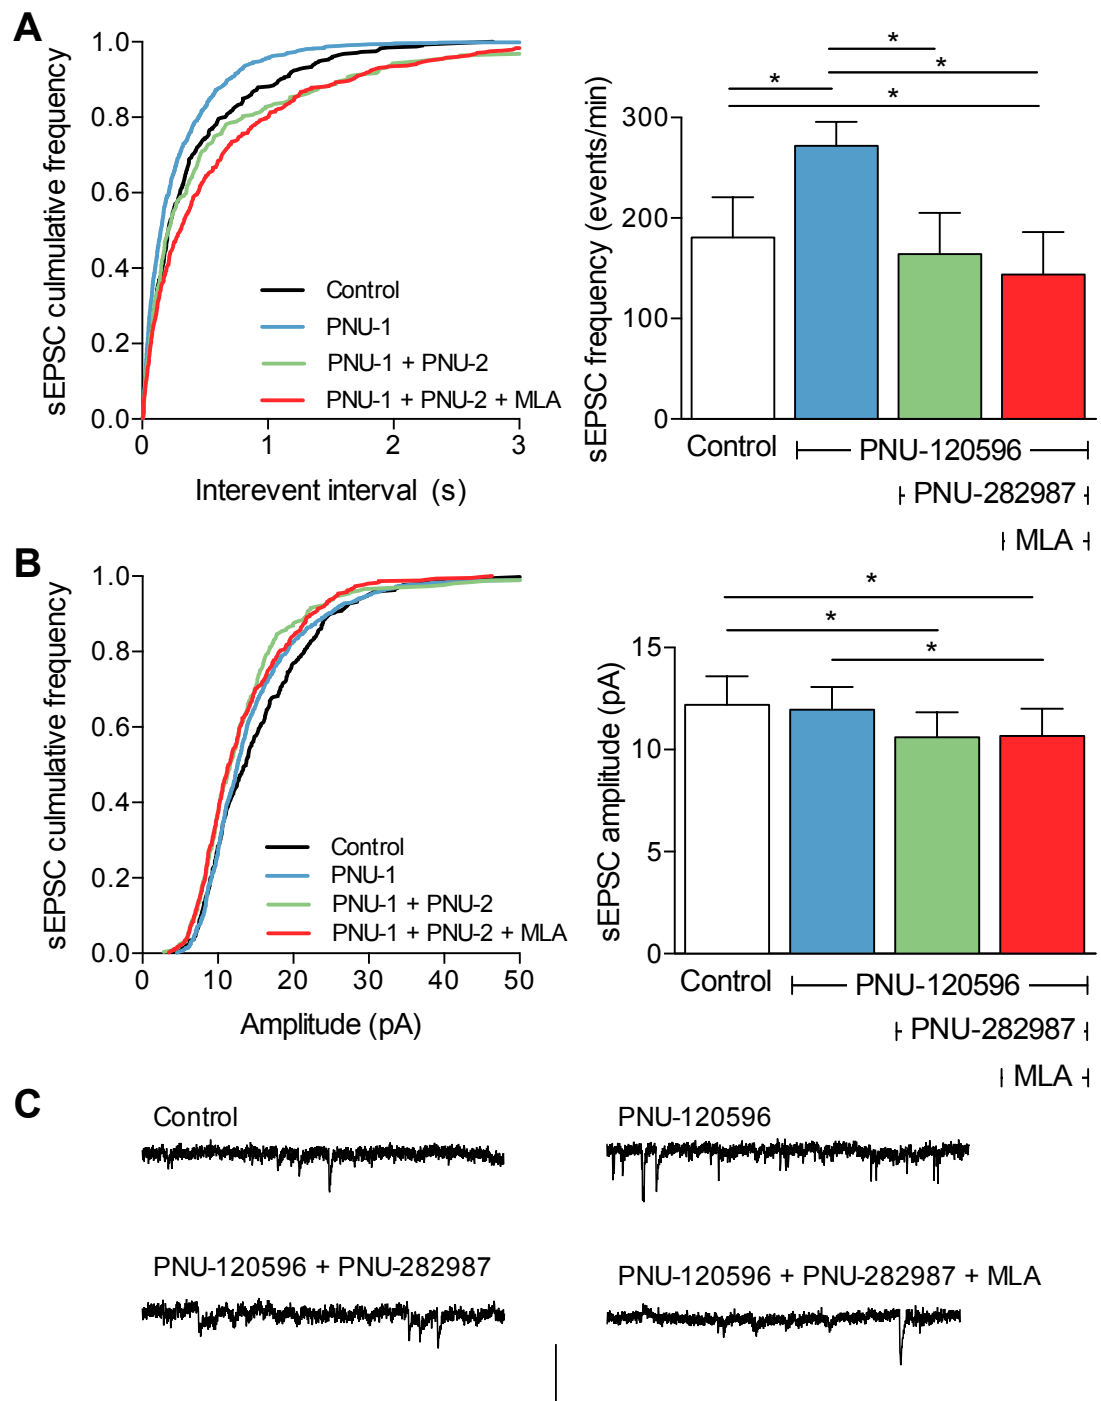 A
sEPSC culmulative frequency
1.0
0.8
0.6
0.4
0.2
0.0
0
1
2
3
Interevent interval (s)
Control
PNU-1
PNU-1 + PNU-2
PNU-1 + PNU-2 + MLA
sEPSC frequency (events/min)
300
200
100
0
*
*
*
*
Control
PNU-120596
PNU-282987
MLA
B
sEPSC culmulative frequency
1.0
0.8
0.6
0.4
0.2
0.0
0
10
20
30
40
50
Amplitude (pA)
Control
PNU-1
PNU-1 + PNU-2
PNU-1 + PNU-2 + MLA
sEPSC amplitude (pA)
15
10
5
0
*
*
*
Control
PNU-120596
PNU-282987
MLA
C
Control
PNU-120596
PNU-120596 + PNU-282987
PNU-120596 + PNU-282987 + MLA